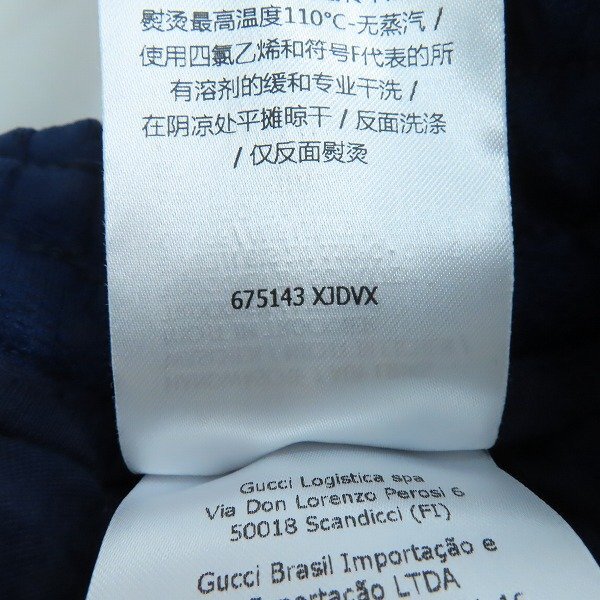 熨烫最高温度110°C-无蒸汽 /
使用四氯乙烯和符号F代表的所
有溶剂的缓和专业干洗 /
在阴凉处平摊晾干 / 反面洗涤
/ 仅反面熨烫
675143 XJDVX
Gucci Logistica spa
Via Don Lorenzo Perosi 6
50018 Scandicci (FI)
Gucci Brasil Importação e
Exportação LTDA